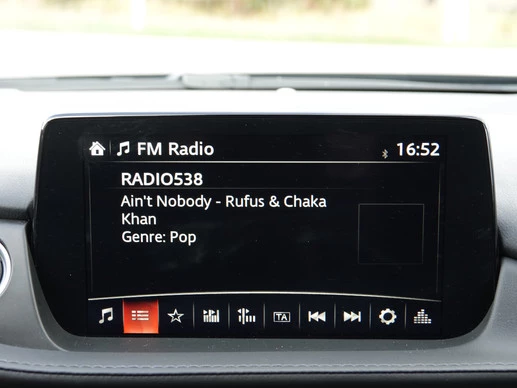 FM Radio 16:52
RADIO538
Ain't Nobody - Rufus & Chaka
Khan
Genre: Pop
TA